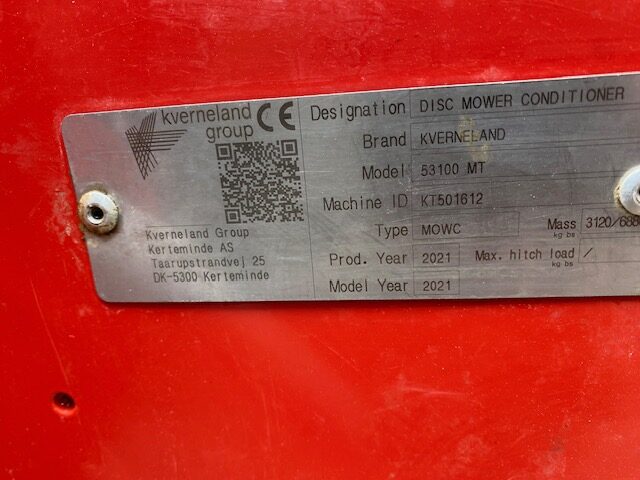 kverneland
group
CE
Kverneland Group
Kerteminde AS
Taarupstrandvej 25
DK-5300 Kerteminde
Designation DISC MOWER CONDITIONER
Brand KVERNELAND
Model 53100 MT
Machine ID KT501612
Type MOWC Mass kg lbs 3120/688
Prod. Year 2021 Max. hitch load kg lbs /
Model Year 2021